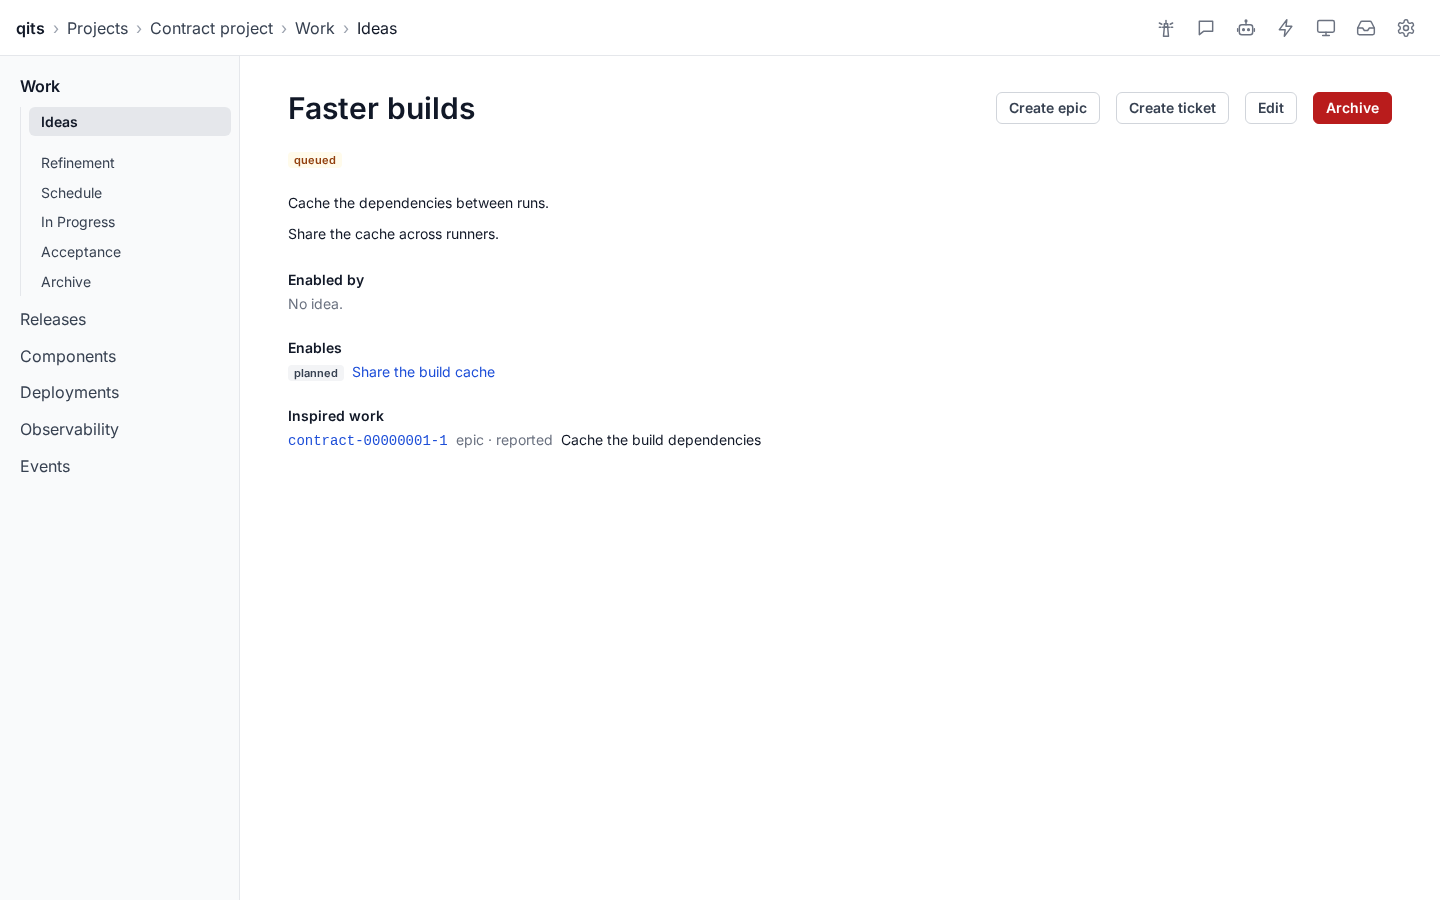 qits › Projects › Contract project › Work › Ideas
Work
Ideas
Refinement
Schedule
In Progress
Acceptance
Archive
Releases
Components
Deployments
Observability
Events
Faster builds
Create epic
Create ticket
Edit
Archive
queued
Cache the dependencies between runs.
Share the cache across runners.
Enabled by
No idea.
Enables
planned Share the build cache
Inspired work
contract-00000001-1 epic · reported Cache the build dependencies